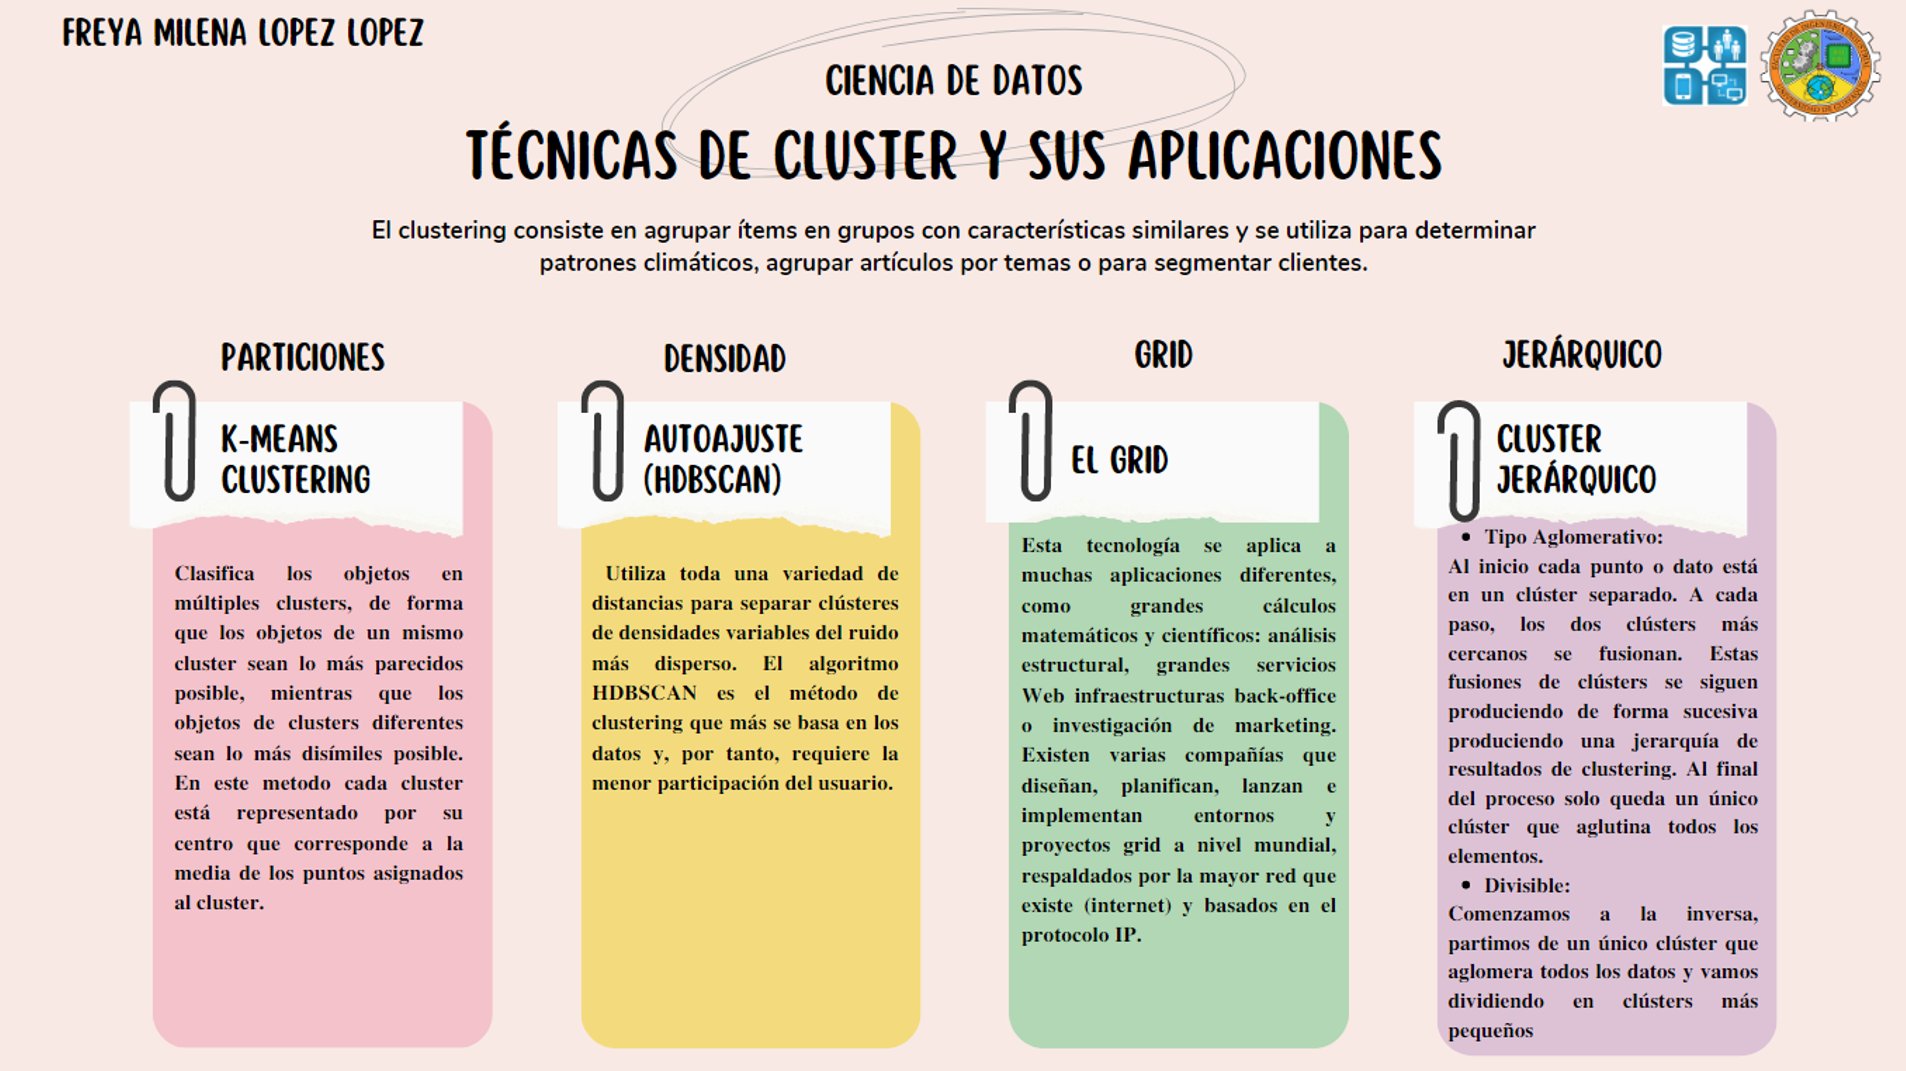 FREYA MILENA LOPEZ LOPEZ
CIENCIA DE DATOS
TÉCNICAS DE CLUSTER Y SUS APLICACIONES
El clustering consiste en agrupar ítems en grupos con características similares y se utiliza para determinar
patrones climáticos, agrupar artículos por temas o para segmentar clientes.
PARTICIONES
K-MEANS
CLUSTERING
Clasifica los objetos en
múltiples clusters, de forma
que los objetos de un mismo
cluster sean lo más parecidos
posible, mientras que los
objetos de clusters diferentes
sean lo más disímiles posible.
En este metodo cada cluster
está representado por su
centro que corresponde a la
media de los puntos asignados
al cluster.
DENSIDAD
AUTOAJUSTE
(HDBSCAN)
Utiliza toda una variedad de
distancias para separar clústeres
de densidades variables del ruido
más disperso. El algoritmo
HDBSCAN es el método de
clustering que más se basa en los
datos y, por tanto, requiere la
menor participación del usuario.
GRID
EL GRID
Esta tecnología se aplica a
muchas aplicaciones diferentes,
como grandes cálculos
matemáticos y científicos: análisis
estructural, grandes servicios
Web infraestructuras back-office
o investigación de marketing.
Existen varias compañías que
diseñan, planifican, lanzan e
implementan entornos y
proyectos grid a nivel mundial,
respaldados por la mayor red que
existe (internet) y basados en el
protocolo IP.
JERÁRQUICO
CLUSTER
JERÁRQUICO
• Tipo Aglomerativo:
Al inicio cada punto o dato está
en un clúster separado. A cada
paso, los dos clústers más
cercanos se fusionan. Estas
fusiones de clústers se siguen
produciendo de forma sucesiva
produciendo una jerarquía de
resultados de clustering. Al final
del proceso solo queda un único
clúster que aglutina todos los
elementos.
• Divisible:
Comenzamos a la inversa,
partimos de un único clúster que
aglomera todos los datos y vamos
dividiendo en clústers más
pequeños